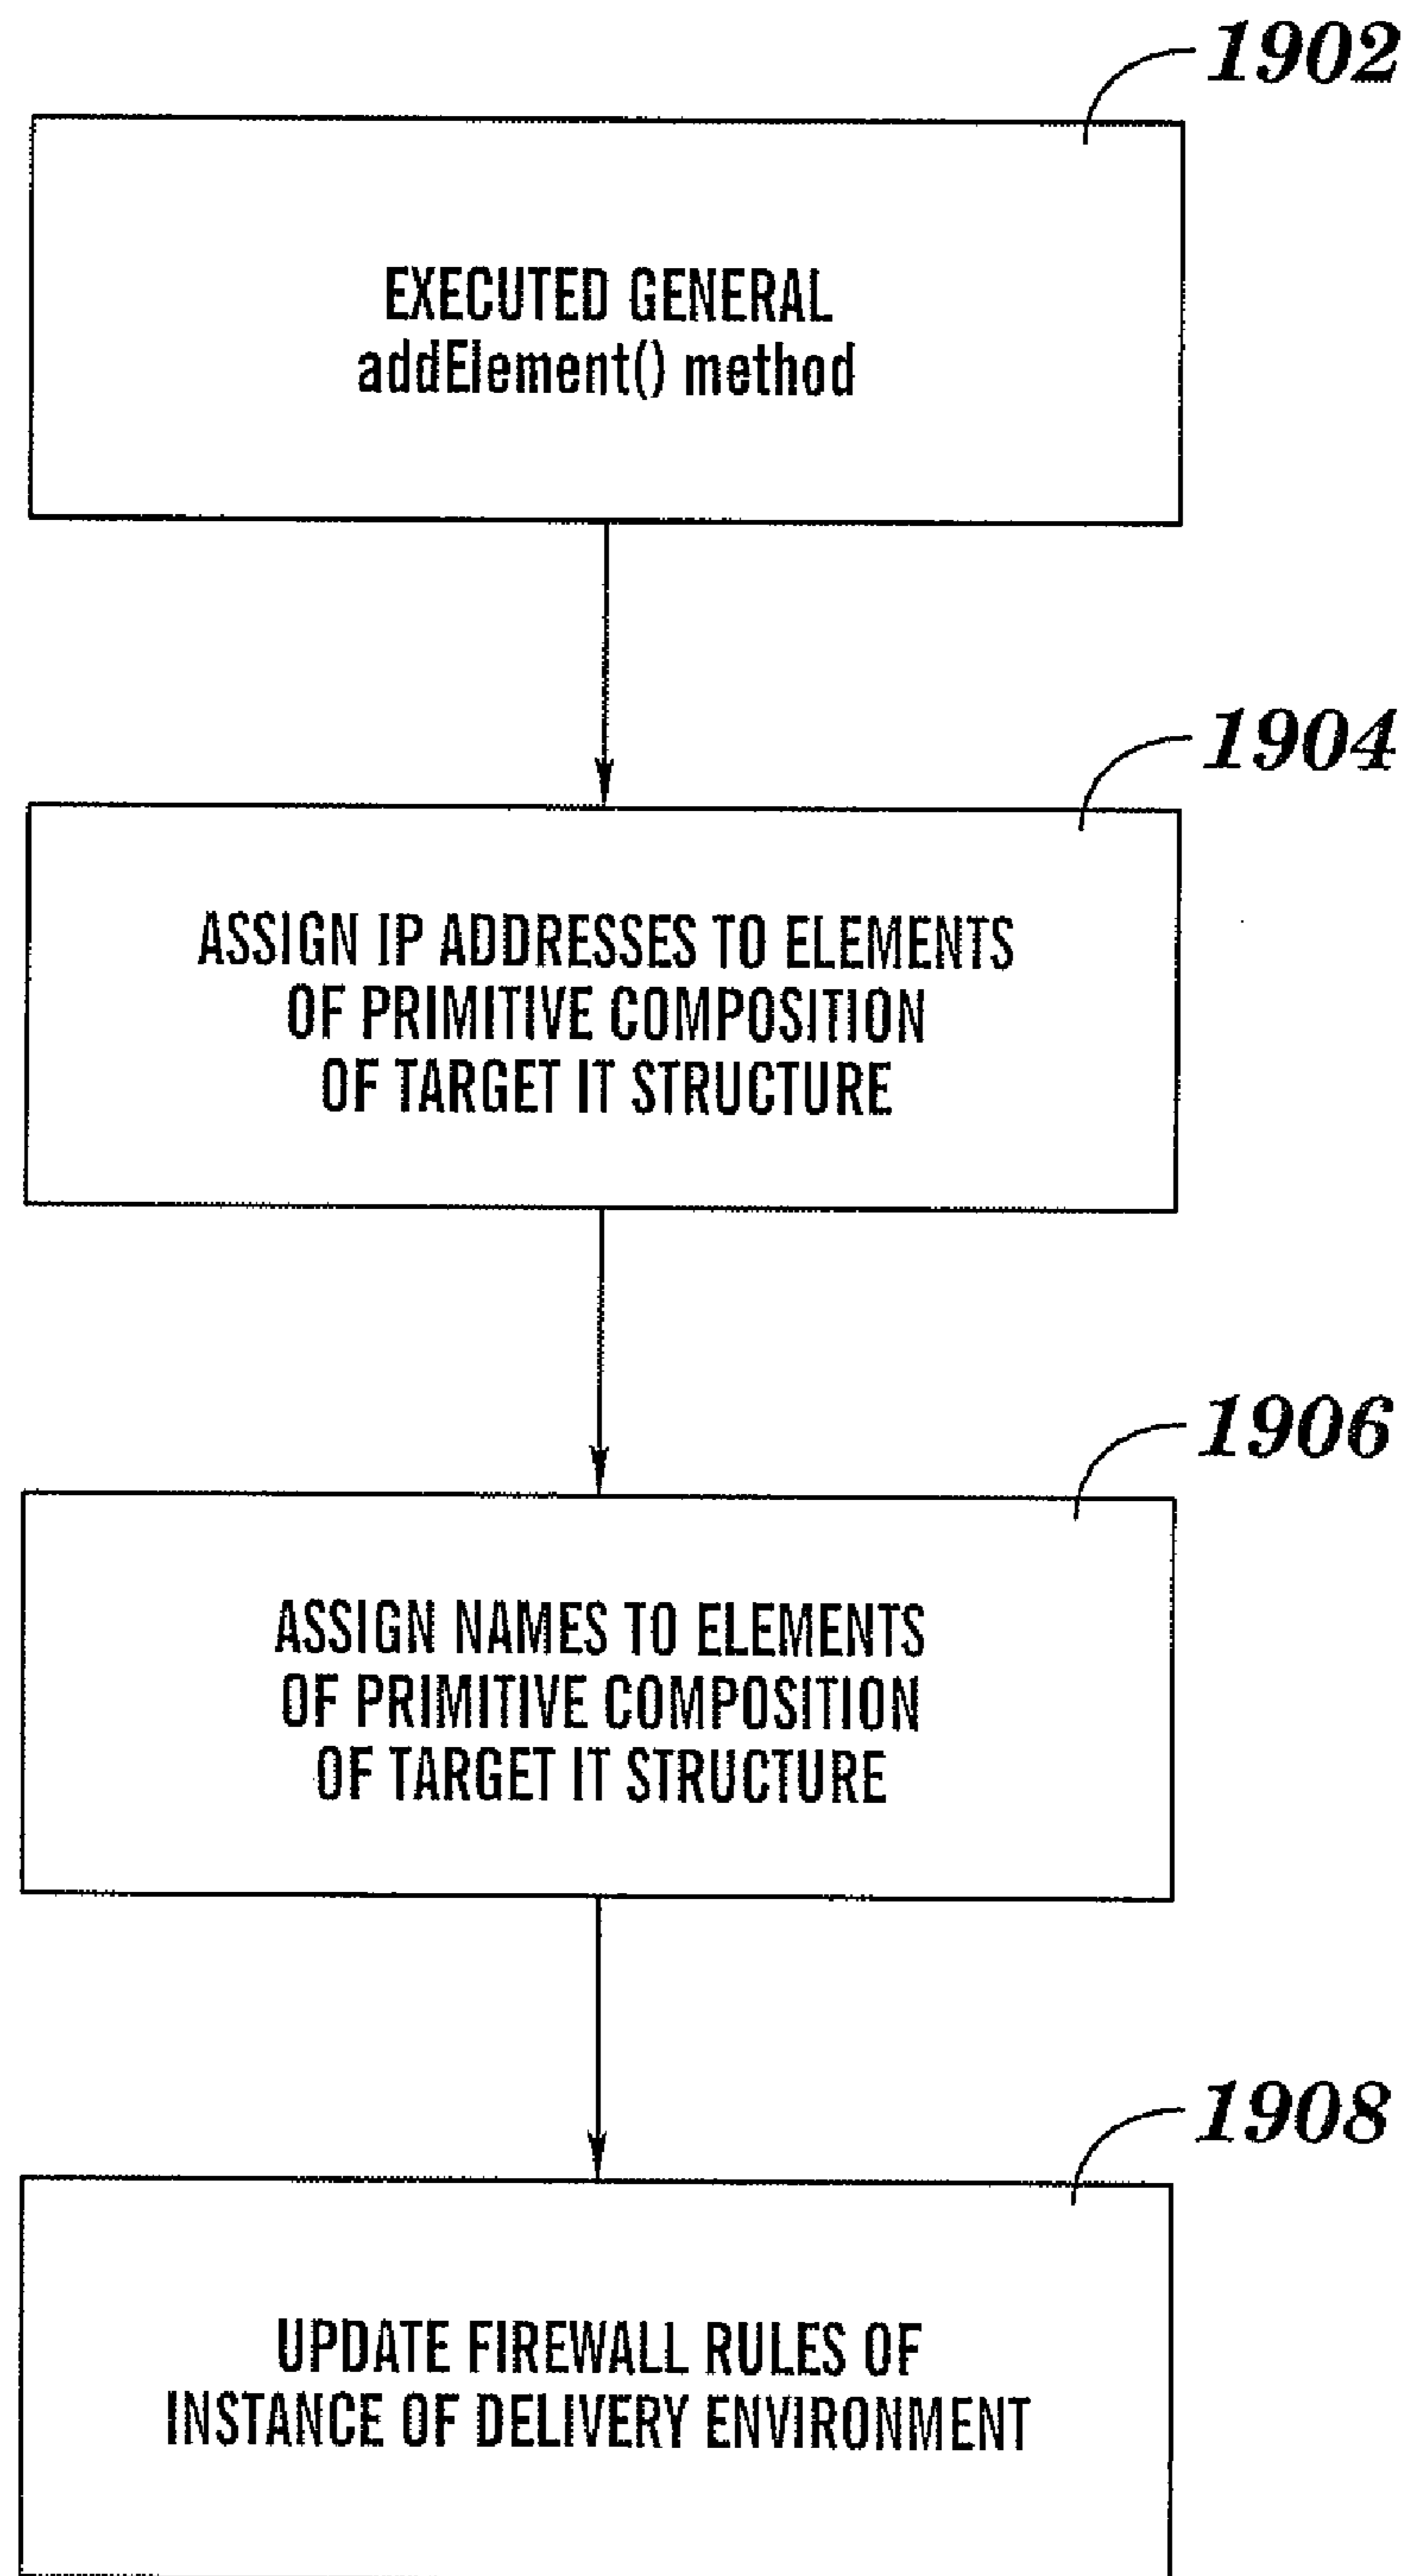 1902
EXECUTED GENERAL
addElement() method
1904
ASSIGN IP ADDRESSES TO ELEMENTS
OF PRIMITIVE COMPOSITION
OF TARGET IT STRUCTURE
1906
ASSIGN NAMES TO ELEMENTS
OF PRIMITIVE COMPOSITION
OF TARGET IT STRUCTURE
1908
UPDATE FIREWALL RULES OF
INSTANCE OF DELIVERY ENVIRONMENT